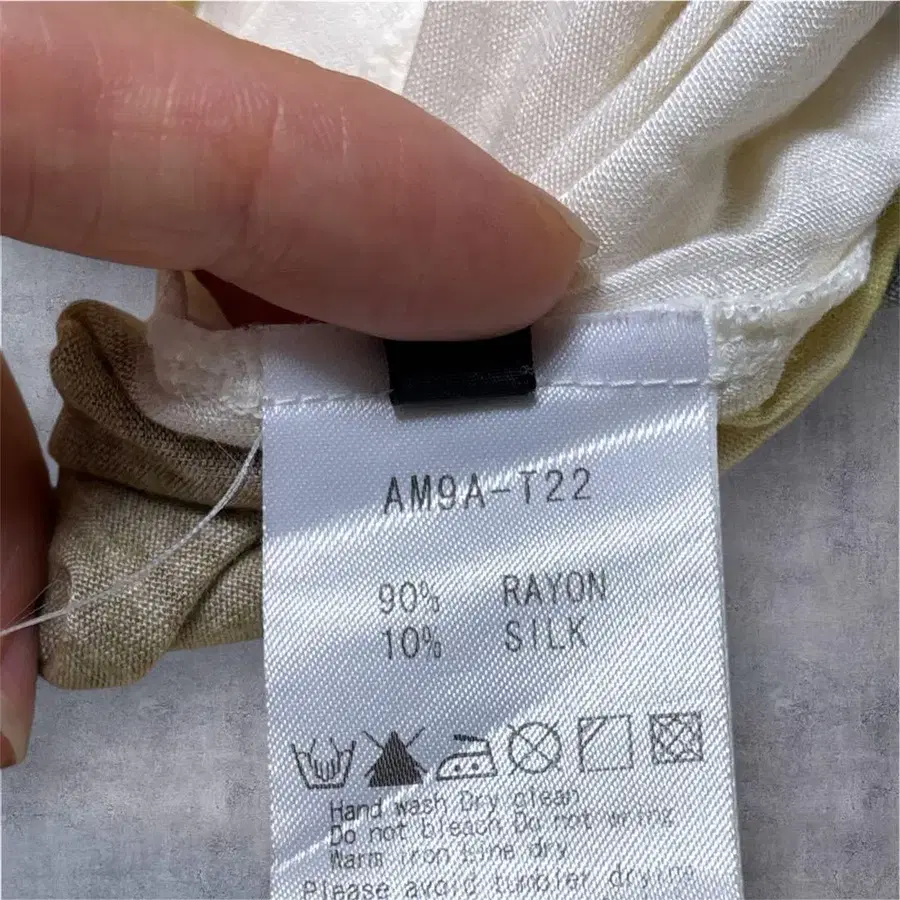 AM9A-T22
90% RAYON
10% SILK
Hand wash Dry clean
Do not bleach Do not wring
Warm iron Line dry
Please avoid tumbler drying